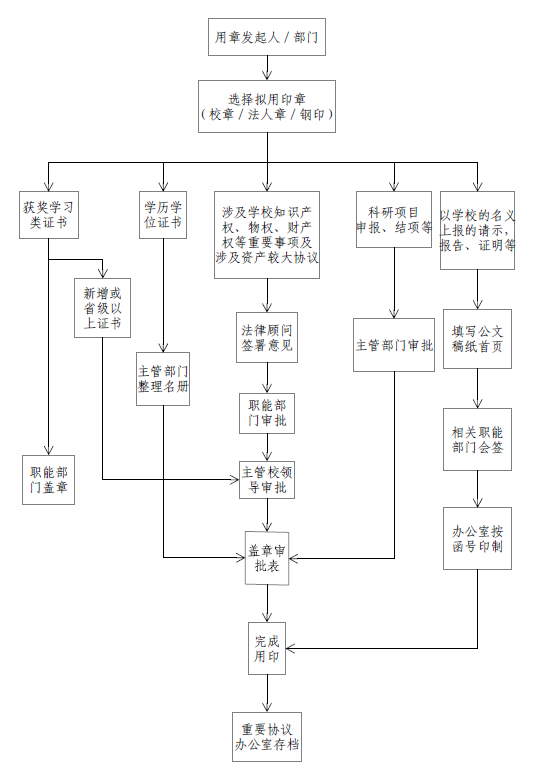 用章发起人/部门
选择拟用印章
(校章/法人章/钢印)
获奖学习
类证书
学历学
位证书
涉及学校知识产
权、物权、财产
权等重要事项及
涉及资产较大协议
科研项目
申报、结项等
以学校的名义
上报的请示,
报告、证明等
新增或
省级以
上证书
法律顾问
签署意见
主管部门审批
填写公文
稿纸首页
主管部门
整理名册
职能部
门审批
相关职能
部门会签
职能部
门盖章
主管校领
导审批
办公室按
函号印制
盖章审
批表
完成
用印
重要协议
办公室存档